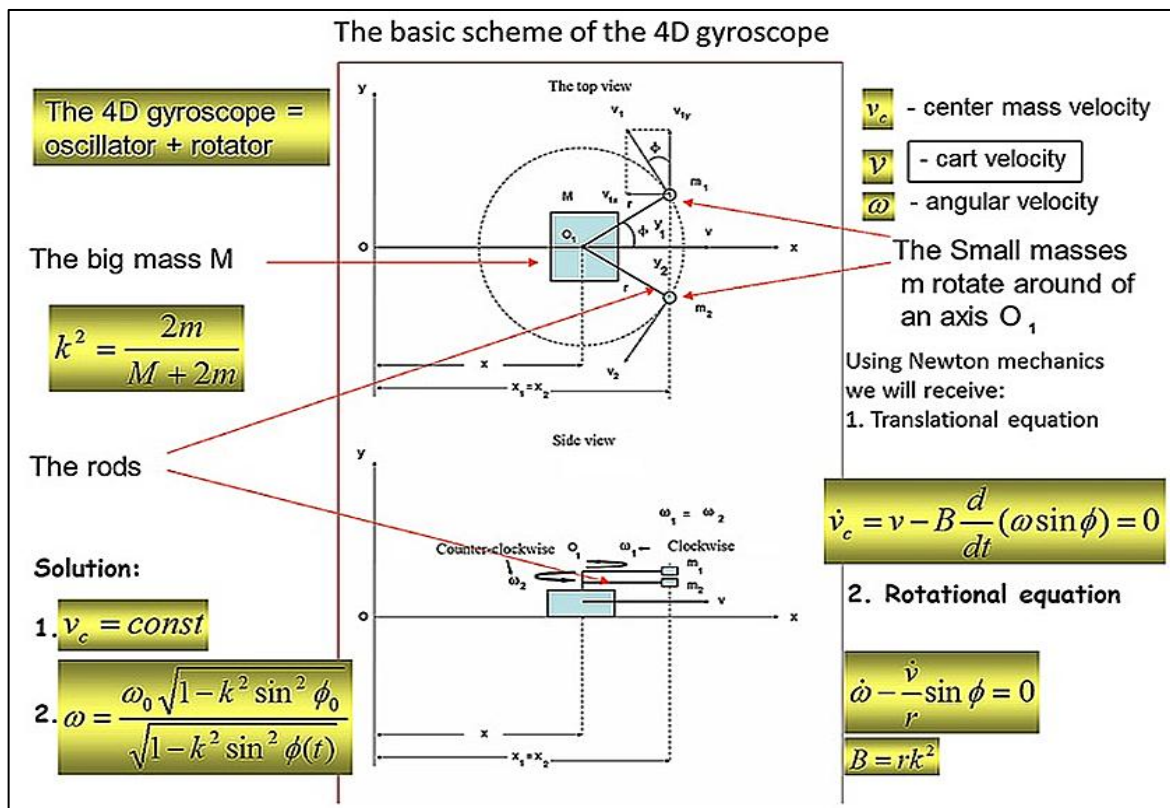 The basic scheme of the 4D gyroscope
The 4D gyroscope =
oscillator + rotator
The big mass M
k² = 2m / (M + 2m)
The rods
Solution:
1. v_c = const
2. ω = ω₀ √(1 − k² sin² φ₀) / √(1 − k² sin² φ(t))
y
The top view
v₁
v₁y
ϕ
m₁
M
v₁x
r
O₁
ϕ
y₁
o
v
x
y₂
r
m₂
v₂
x
x₁=x₂
Side view
y
ω₁ = ω₂
Counter-clockwise
O₁
ω₁
Clockwise
ω₂
m₁
m₂
v
o
x
x
x₁=x₂
v_c - center mass velocity
v - cart velocity
ω - angular velocity
The Small masses
m rotate around of
an axis O₁
Using Newton mechanics
we will receive:
1. Translational equation
v̇_c = v − B d/dt (ω sin ϕ) = 0
2. Rotational equation
ω̇ − v̇/r sin ϕ = 0
B = rk²